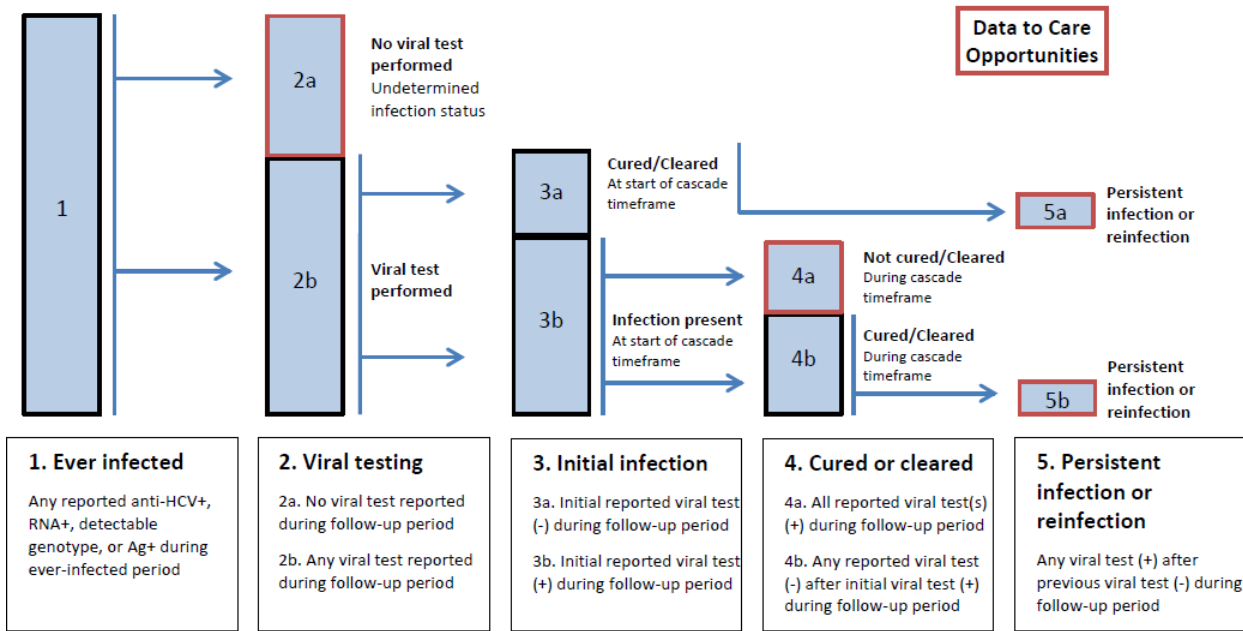 Data to Care
Opportunities
1
2a
2b
No viral test
performed
Undetermined
infection status
Viral test
performed
3a
3b
Cured/Cleared
At start of cascade
timeframe
Infection present
At start of cascade
timeframe
4a
4b
Not cured/Cleared
During cascade
timeframe
Cured/Cleared
During cascade
timeframe
5a
Persistent
infection or
reinfection
5b
Persistent
infection or
reinfection
1. Ever infected
Any reported anti-HCV+,
RNA+, detectable
genotype, or Ag+ during
ever-infected period
2. Viral testing
2a. No viral test reported
during follow-up period
2b. Any viral test reported
during follow-up period
3. Initial infection
3a. Initial reported viral test
(-) during follow-up period
3b. Initial reported viral test
(+) during follow-up period
4. Cured or cleared
4a. All reported viral test(s)
(+) during follow-up period
4b. Any reported viral test
(-) after initial viral test (+)
during follow-up period
5. Persistent
infection or
reinfection
Any viral test (+) after
previous viral test (-) during
follow-up period